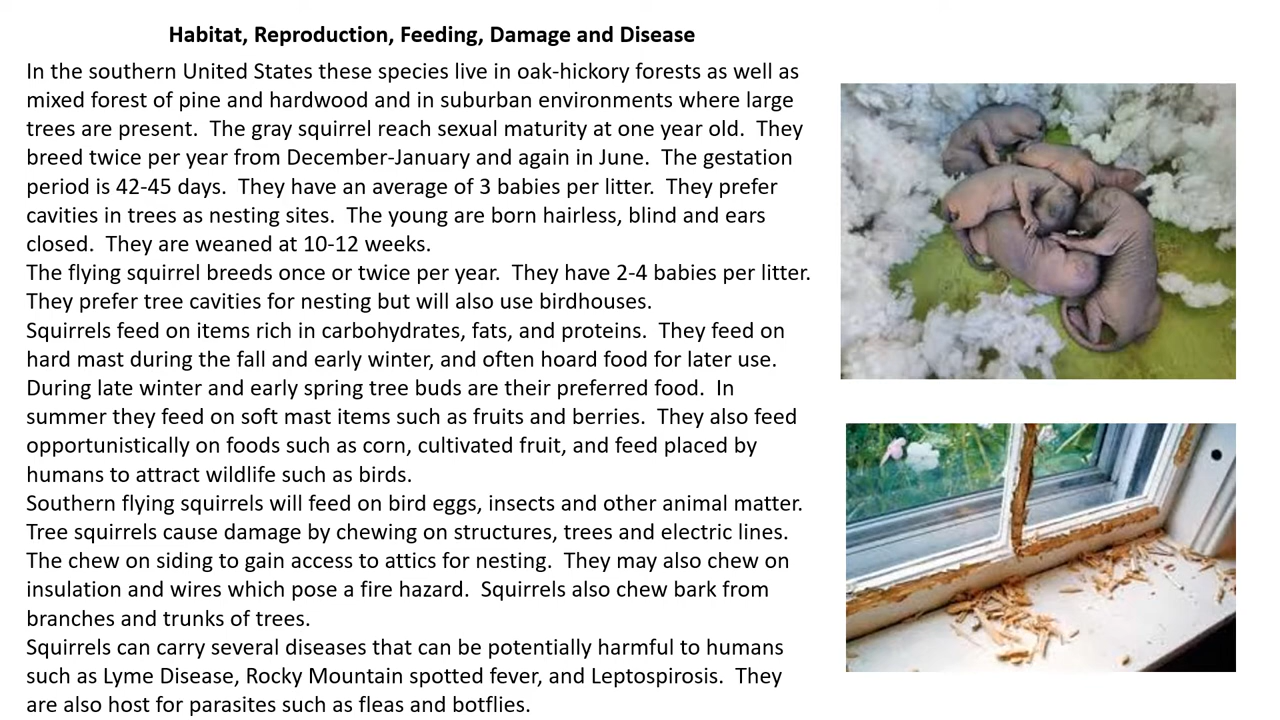 Habitat, Reproduction, Feeding, Damage and Disease
In the southern United States these species live in oak-hickory forests as well as
mixed forest of pine and hardwood and in suburban environments where large
trees are present.  The gray squirrel reach sexual maturity at one year old.  They
breed twice per year from December-January and again in June.  The gestation
period is 42-45 days.  They have an average of 3 babies per litter.  They prefer
cavities in trees as nesting sites.  The young are born hairless, blind and ears
closed.  They are weaned at 10-12 weeks.
The flying squirrel breeds once or twice per year.  They have 2-4 babies per litter.
They prefer tree cavities for nesting but will also use birdhouses.
Squirrels feed on items rich in carbohydrates, fats, and proteins.  They feed on
hard mast during the fall and early winter, and often hoard food for later use.
During late winter and early spring tree buds are their preferred food.  In
summer they feed on soft mast items such as fruits and berries.  They also feed
opportunistically on foods such as corn, cultivated fruit, and feed placed by
humans to attract wildlife such as birds.
Southern flying squirrels will feed on bird eggs, insects and other animal matter.
Tree squirrels cause damage by chewing on structures, trees and electric lines.
The chew on siding to gain access to attics for nesting.  They may also chew on
insulation and wires which pose a fire hazard.  Squirrels also chew bark from
branches and trunks of trees.
Squirrels can carry several diseases that can be potentially harmful to humans
such as Lyme Disease, Rocky Mountain spotted fever, and Leptospirosis.  They
are also host for parasites such as fleas and botflies.